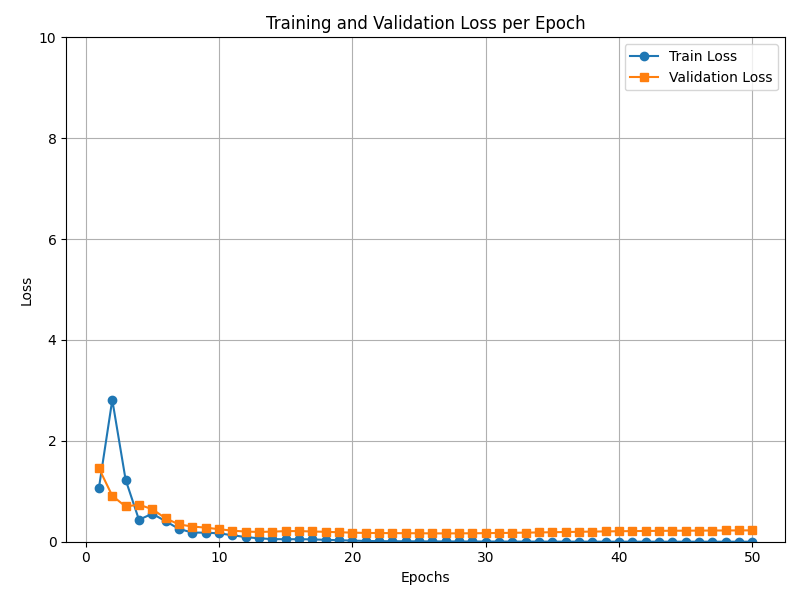 Training and Validation Loss per Epoch
Train Loss
Validation Loss
10
8
6
4
2
0
Loss
0 10 20 30 40 50
Epochs